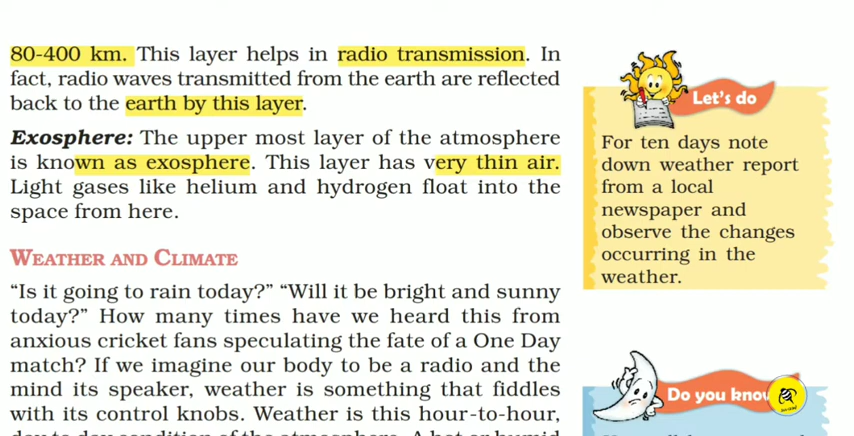 80-400 km. This layer helps in radio transmission. In
fact, radio waves transmitted from the earth are reflected
back to the earth by this layer.
Exosphere: The upper most layer of the atmosphere
is known as exosphere. This layer has very thin air.
Light gases like helium and hydrogen float into the
space from here.
WEATHER AND CLIMATE
“Is it going to rain today?” “Will it be bright and sunny
today?” How many times have we heard this from
anxious cricket fans speculating the fate of a One Day
match? If we imagine our body to be a radio and the
mind its speaker, weather is something that fiddles
with its control knobs. Weather is this hour-to-hour,
Let’s do
For ten days note
down weather report
from a local
newspaper and
observe the changes
occurring in the
weather.
Do you know